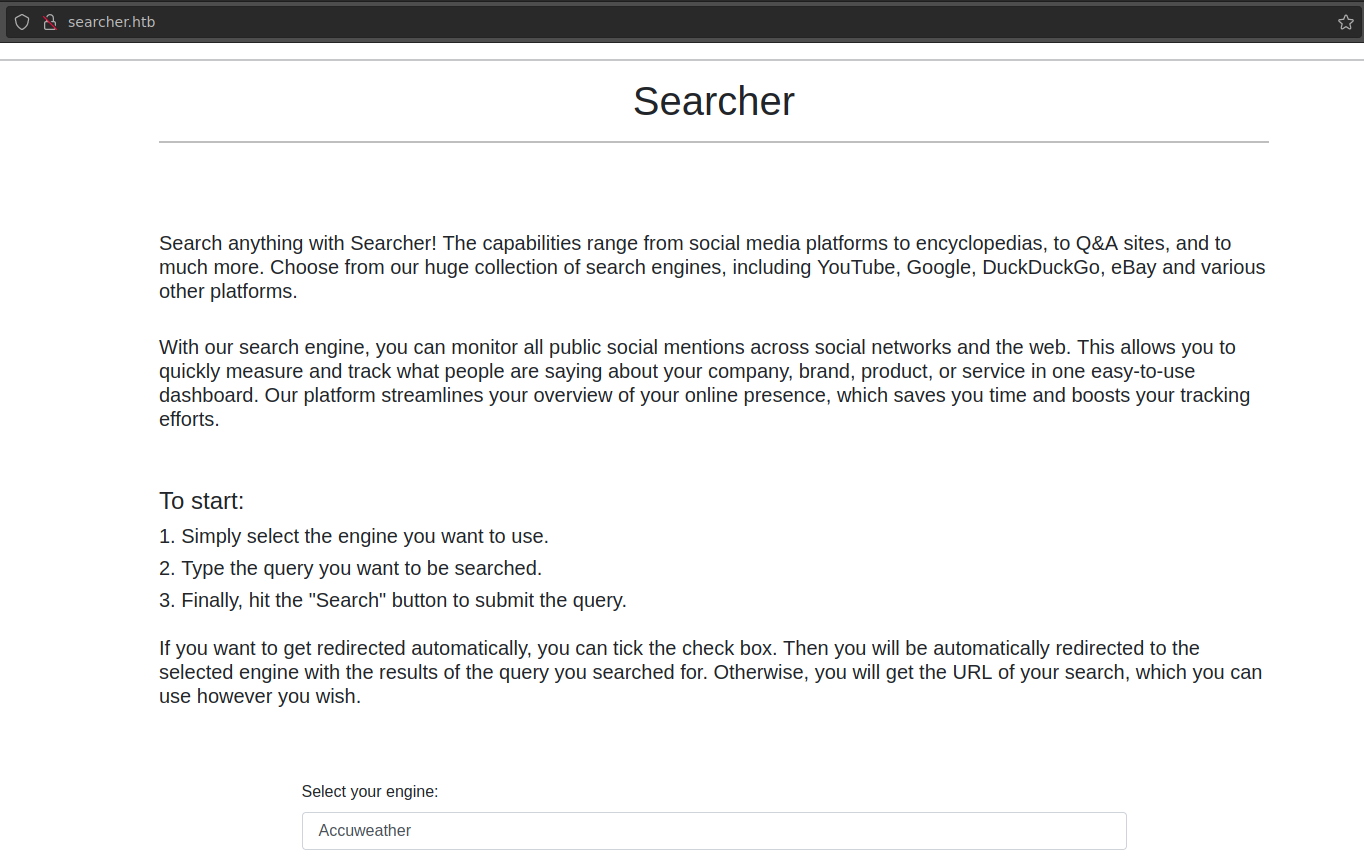 searcher.htb
Searcher
Search anything with Searcher! The capabilities range from social media platforms to encyclopedias, to Q&A sites, and to
much more. Choose from our huge collection of search engines, including YouTube, Google, DuckDuckGo, eBay and various
other platforms.
With our search engine, you can monitor all public social mentions across social networks and the web. This allows you to
quickly measure and track what people are saying about your company, brand, product, or service in one easy-to-use
dashboard. Our platform streamlines your overview of your online presence, which saves you time and boosts your tracking
efforts.
To start:
1. Simply select the engine you want to use.
2. Type the query you want to be searched.
3. Finally, hit the "Search" button to submit the query.
If you want to get redirected automatically, you can tick the check box. Then you will be automatically redirected to the
selected engine with the results of the query you searched for. Otherwise, you will get the URL of your search, which you can
use however you wish.
Select your engine:
Accuweather